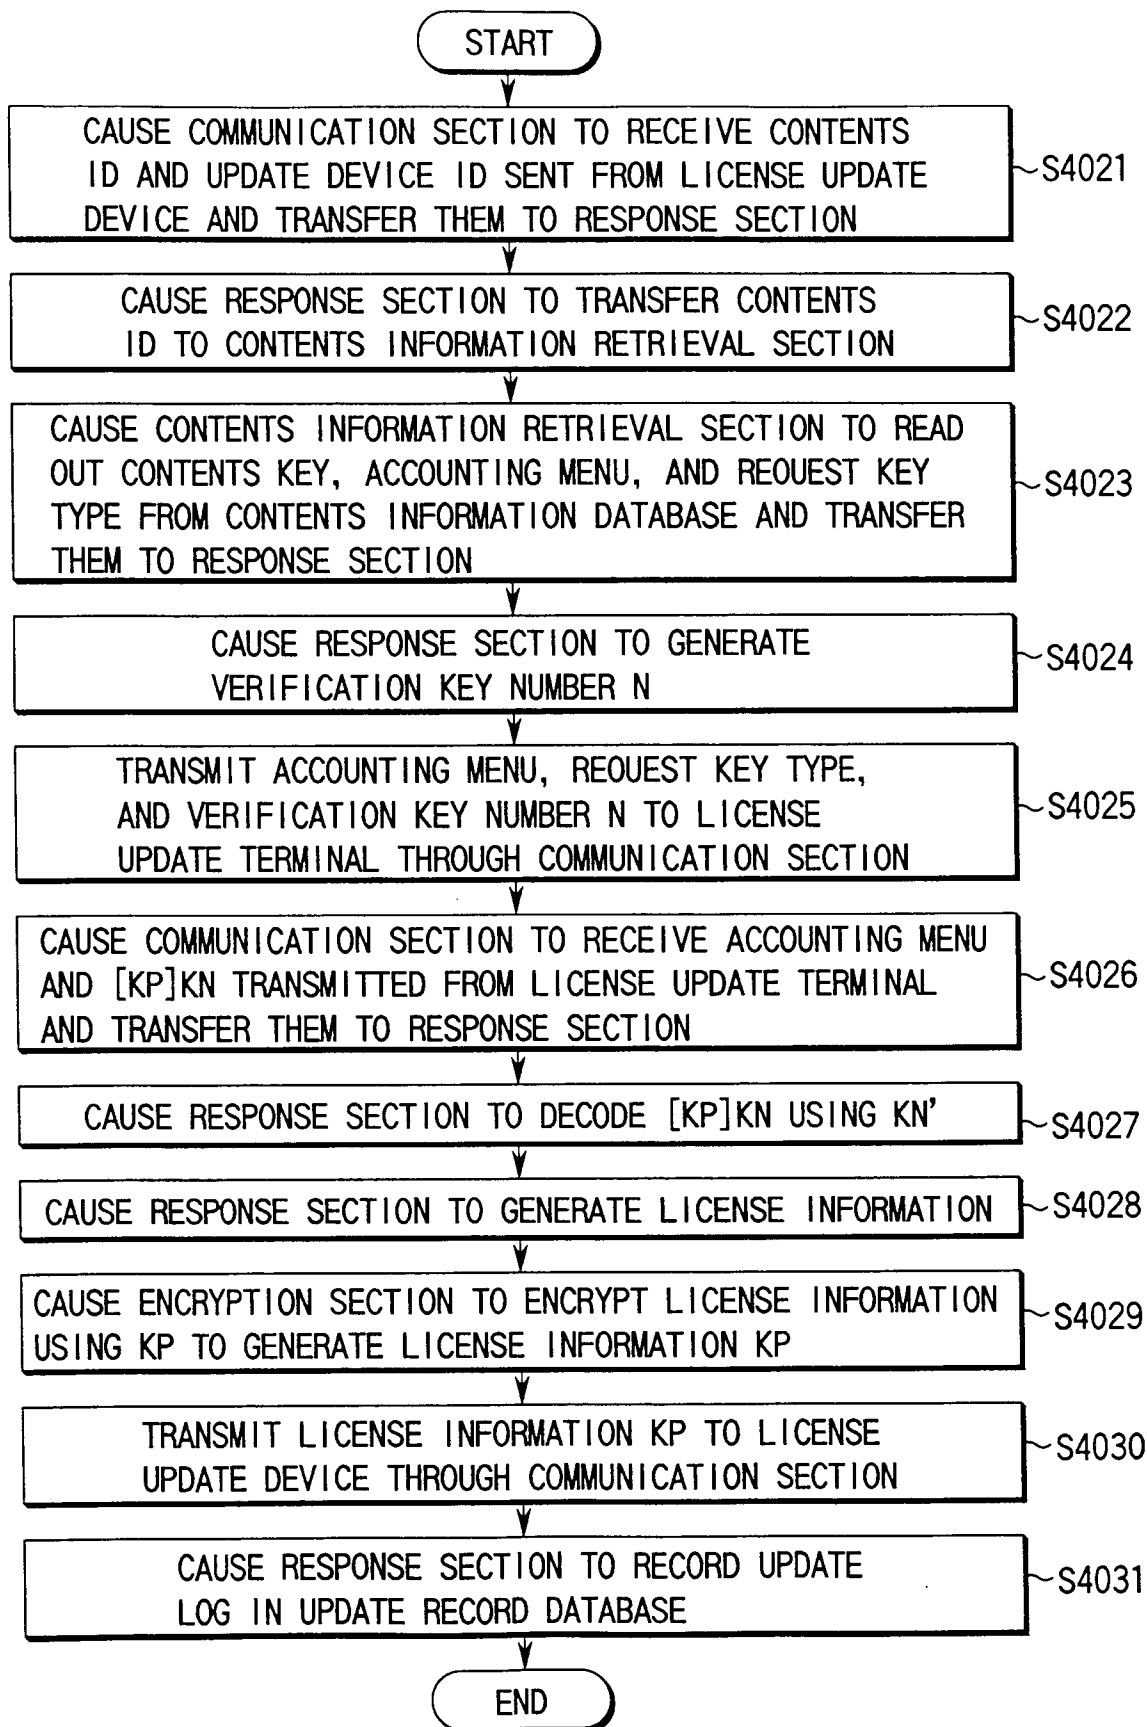 START
CAUSE COMMUNICATION SECTION TO RECEIVE CONTENTS
ID AND UPDATE DEVICE ID SENT FROM LICENSE UPDATE
DEVICE AND TRANSFER THEM TO RESPONSE SECTION
S4021
CAUSE RESPONSE SECTION TO TRANSFER CONTENTS
ID TO CONTENTS INFORMATION RETRIEVAL SECTION
S4022
CAUSE CONTENTS INFORMATION RETRIEVAL SECTION TO READ
OUT CONTENTS KEY, ACCOUNTING MENU, AND REOUEST KEY
TYPE FROM CONTENTS INFORMATION DATABASE AND TRANSFER
THEM TO RESPONSE SECTION
S4023
CAUSE RESPONSE SECTION TO GENERATE
VERIFICATION KEY NUMBER N
S4024
TRANSMIT ACCOUNTING MENU, REOUEST KEY TYPE,
AND VERIFICATION KEY NUMBER N TO LICENSE
UPDATE TERMINAL THROUGH COMMUNICATION SECTION
S4025
CAUSE COMMUNICATION SECTION TO RECEIVE ACCOUNTING MENU
AND [KP]KN TRANSMITTED FROM LICENSE UPDATE TERMINAL
AND TRANSFER THEM TO RESPONSE SECTION
S4026
CAUSE RESPONSE SECTION TO DECODE [KP]KN USING KN'
S4027
CAUSE RESPONSE SECTION TO GENERATE LICENSE INFORMATION
S4028
CAUSE ENCRYPTION SECTION TO ENCRYPT LICENSE INFORMATION
USING KP TO GENERATE LICENSE INFORMATION KP
S4029
TRANSMIT LICENSE INFORMATION KP TO LICENSE
UPDATE DEVICE THROUGH COMMUNICATION SECTION
S4030
CAUSE RESPONSE SECTION TO RECORD UPDATE
LOG IN UPDATE RECORD DATABASE
S4031
END